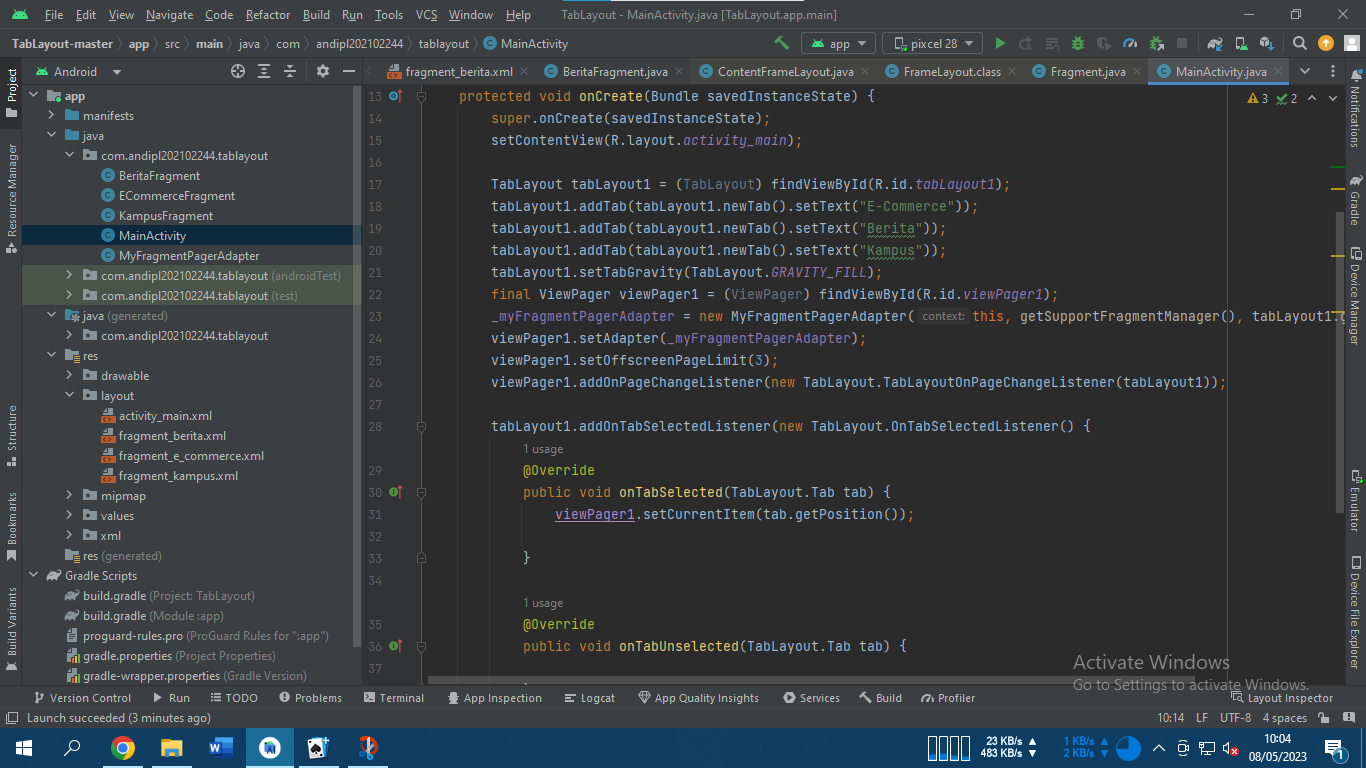 File Edit View Navigate Code Refactor Build Run Tools VCS Window Help TabLayout - MainActivity.java [TabLayout.app.main]
TabLayout-master app src main java com andipl202102244 tablayout MainActivity app pixcel 28
Android
fragment_berita.xml BeritaFragment.java ContentFrameLayout.java FrameLayout.class Fragment.java MainActivity.java
Project
Resource Manager
Structure
Bookmarks
Build Variants
app
manifests
java
com.andipl202102244.tablayout
BeritaFragment
ECommerceFragment
KampusFragment
MainActivity
MyFragmentPagerAdapter
com.andipl202102244.tablayout (androidTest)
com.andipl202102244.tablayout (test)
java (generated)
com.andipl202102244.tablayout
res
drawable
layout
activity_main.xml
fragment_berita.xml
fragment_e_commerce.xml
fragment_kampus.xml
mipmap
values
xml
res (generated)
Gradle Scripts
build.gradle (Project: TabLayout)
build.gradle (Module :app)
proguard-rules.pro (ProGuard Rules for ":app")
gradle.properties (Project Properties)
gradle-wrapper.properties (Gradle Version)
3 2
13 protected void onCreate(Bundle savedInstanceState) {
14 super.onCreate(savedInstanceState);
15 setContentView(R.layout.activity_main);
16
17 TabLayout tabLayout1 = (TabLayout) findViewById(R.id.tabLayout1);
18 tabLayout1.addTab(tabLayout1.newTab().setText("E-Commerce"));
19 tabLayout1.addTab(tabLayout1.newTab().setText("Berita"));
20 tabLayout1.addTab(tabLayout1.newTab().setText("Kampus"));
21 tabLayout1.setTabGravity(TabLayout.GRAVITY_FILL);
22 final ViewPager viewPager1 = (ViewPager) findViewById(R.id.viewPager1);
23 _myFragmentPagerAdapter = new MyFragmentPagerAdapter( context: this, getSupportFragmentManager(), tabLayout1.
24 viewPager1.setAdapter(_myFragmentPagerAdapter);
25 viewPager1.setOffscreenPageLimit(3);
26 viewPager1.addOnPageChangeListener(new TabLayout.TabLayoutOnPageChangeListener(tabLayout1));
27
28 tabLayout1.addOnTabSelectedListener(new TabLayout.OnTabSelectedListener() {
1 usage
29 @Override
30 public void onTabSelected(TabLayout.Tab tab) {
31 viewPager1.setCurrentItem(tab.getPosition());
32
33 }
34
1 usage
35 @Override
36 public void onTabUnselected(TabLayout.Tab tab) {
37
Notifications
Gradle
Device Manager
Emulator
Device File Explorer
Activate Windows
Go to Settings to activate Windows.
Version Control Run TODO Problems Terminal App Inspection Logcat App Quality Insights Services Build Profiler Layout Inspector
Launch succeeded (3 minutes ago) 10:14 LF UTF-8 4 spaces
23 KB/s 483 KB/s 1 KB/s 2 KB/s
10:04
08/05/2023
1